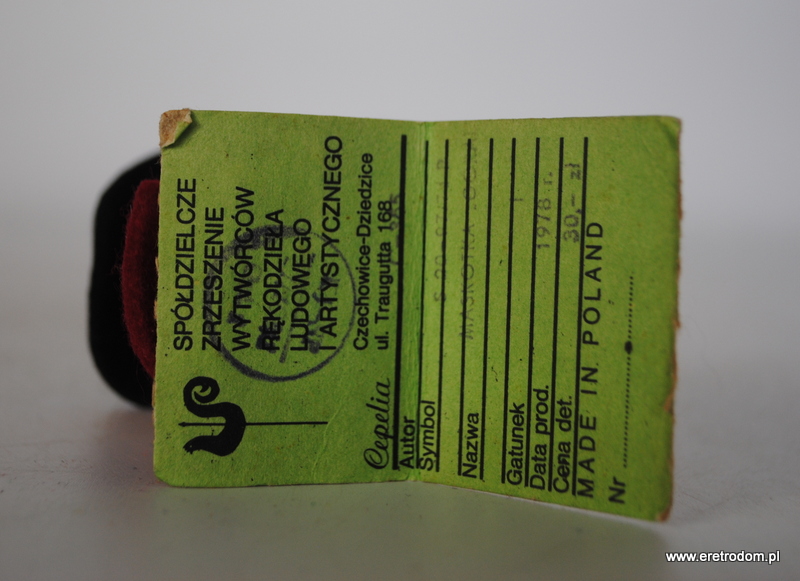 SPÓŁDZIELCZE
ZRZESZENIE
WYTWÓRCÓW
RĘKODZIEŁA
LUDOWEGO
I ARTYSTYCZNEGO
Czechowice-Dziedzice
ul. Traugutta 168
Cepelia
Autor
Symbol
Nazwa MASKOTKA
Gatunek I
Data prod. 1978 r.
Cena det. 30,- zł
MADE IN POLAND
Nr
www.eretrodom.pl